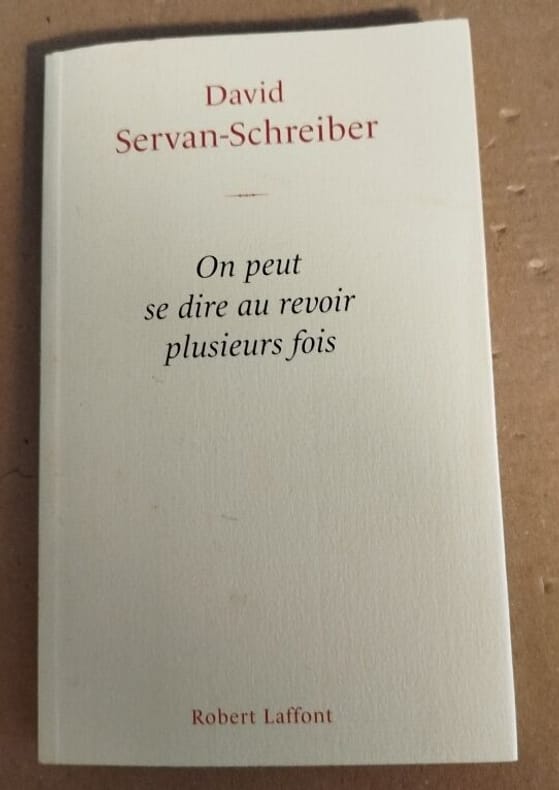 David
Servan-Schreiber
On peut
se dire au revoir
plusieurs fois
Robert Laffont